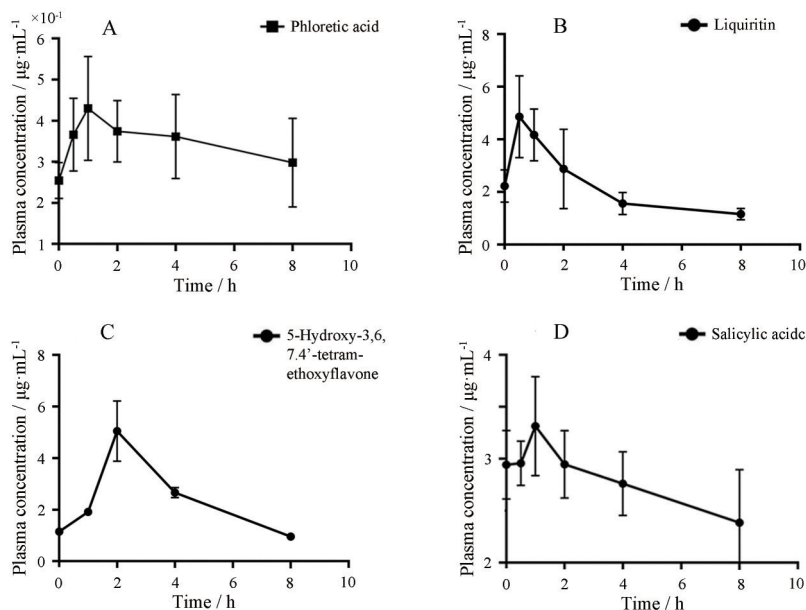 ×10⁻¹
A
Phloretic acid
Plasma concentration / μg·mL⁻¹
6
5
4
3
2
1
0 2 4 6 8 10
Time / h
B
Liquiritin
Plasma concentration / μg·mL⁻¹
8
6
4
2
0
0 2 4 6 8 10
Time / h
C
5-Hydroxy-3,6,
7.4’-tetram-
ethoxyflavone
Plasma concentration / μg·mL⁻¹
8
6
4
2
0
0 2 4 6 8 10
Time / h
D
Salicylic acidc
Plasma concentration / μg·mL⁻¹
4
3
2
0 2 4 6 8 10
Time / h